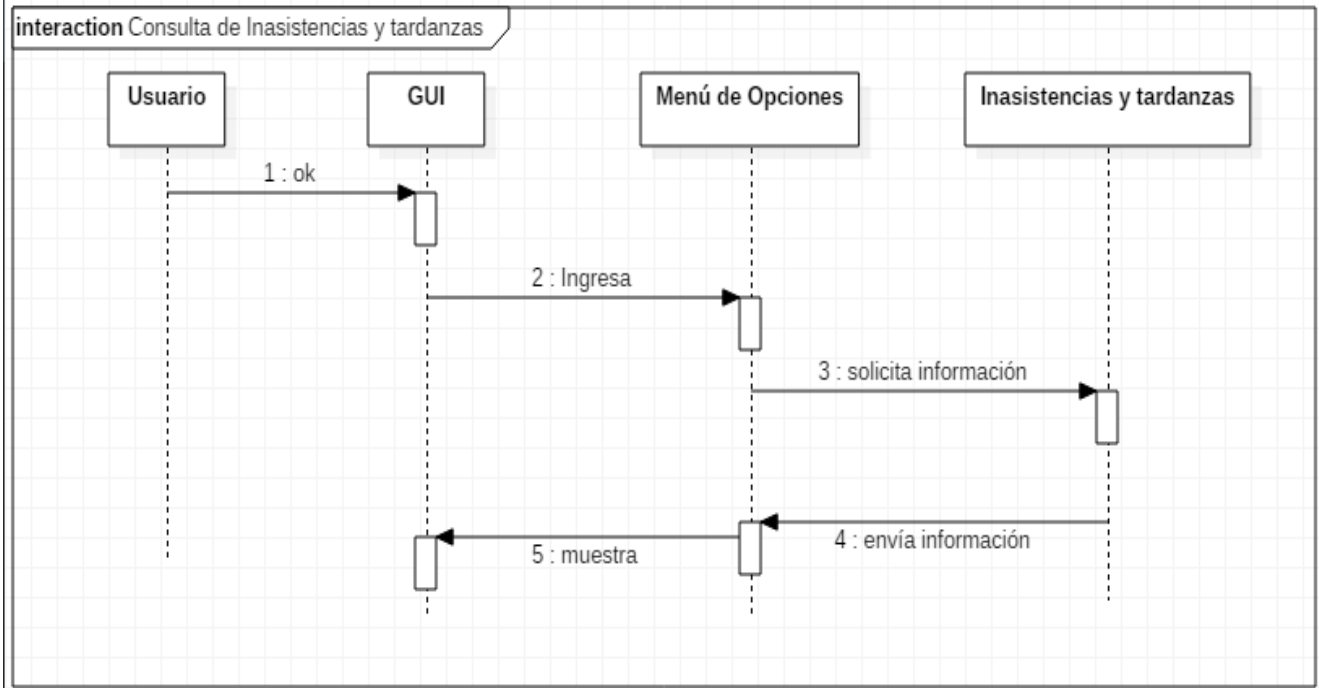 interaction Consulta de Inasistencias y tardanzas
Usuario
GUI
Menú de Opciones
Inasistencias y tardanzas
1 : ok
2 : Ingresa
3 : solicita información
4 : envía información
5 : muestra